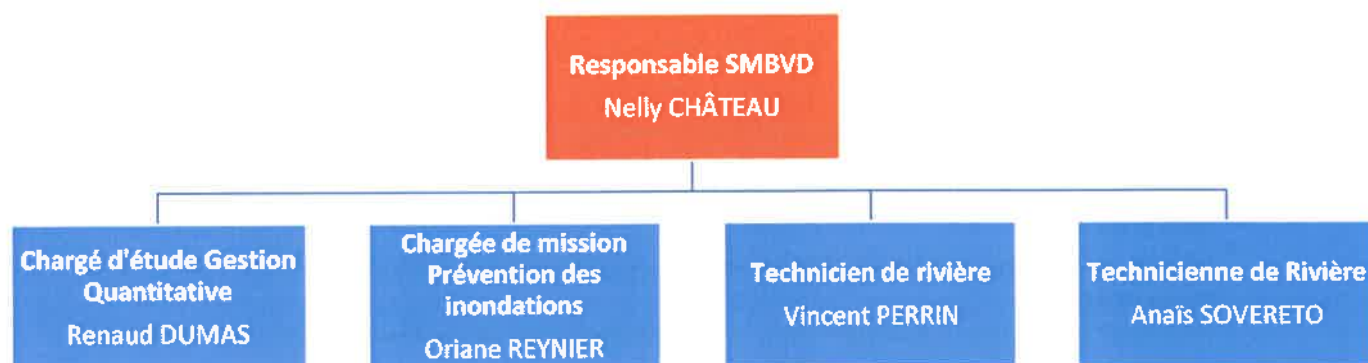 Responsable SMBVD
Nelly CHÂTEAU
Chargé d'étude Gestion
Quantitative
Renaud DUMAS
Chargée de mission
Prévention des
inondations
Oriane REYNIER
Technicien de rivière
Vincent PERRIN
Technicienne de Rivière
Anaïs SOVERETO